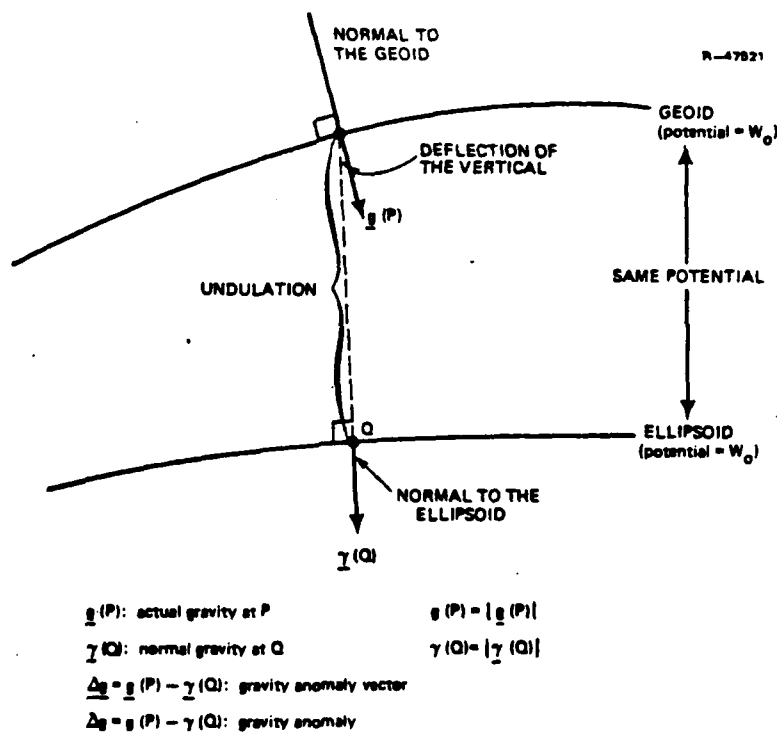 NORMAL TO
THE GEOID
R-47921
GEOID
(potential = W₀)
DEFLECTION OF
THE VERTICAL
g (P)
UNDULATION
SAME POTENTIAL
Q
ELLIPSOID
(potential = W₀)
NORMAL TO THE
ELLIPSOID
γ (Q)
g (P): actual gravity at P
g (P) = |g (P)|
γ (Q): normal gravity at Q
γ (Q) = |γ (Q)|
Δg = g (P) – γ (Q): gravity anomaly vector
Δg = g (P) – γ (Q): gravity anomaly